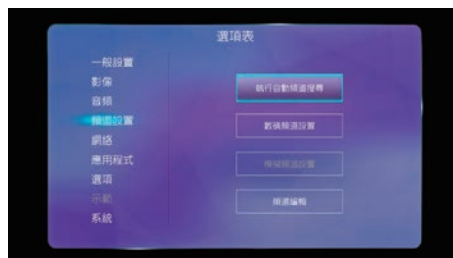 選項表
一般設置
影像
音頻
頻道設置
網絡
應用程式
選項
示範
系統
執行自動頻道搜尋
數碼頻道設置
模擬頻道設置
頻道編輯